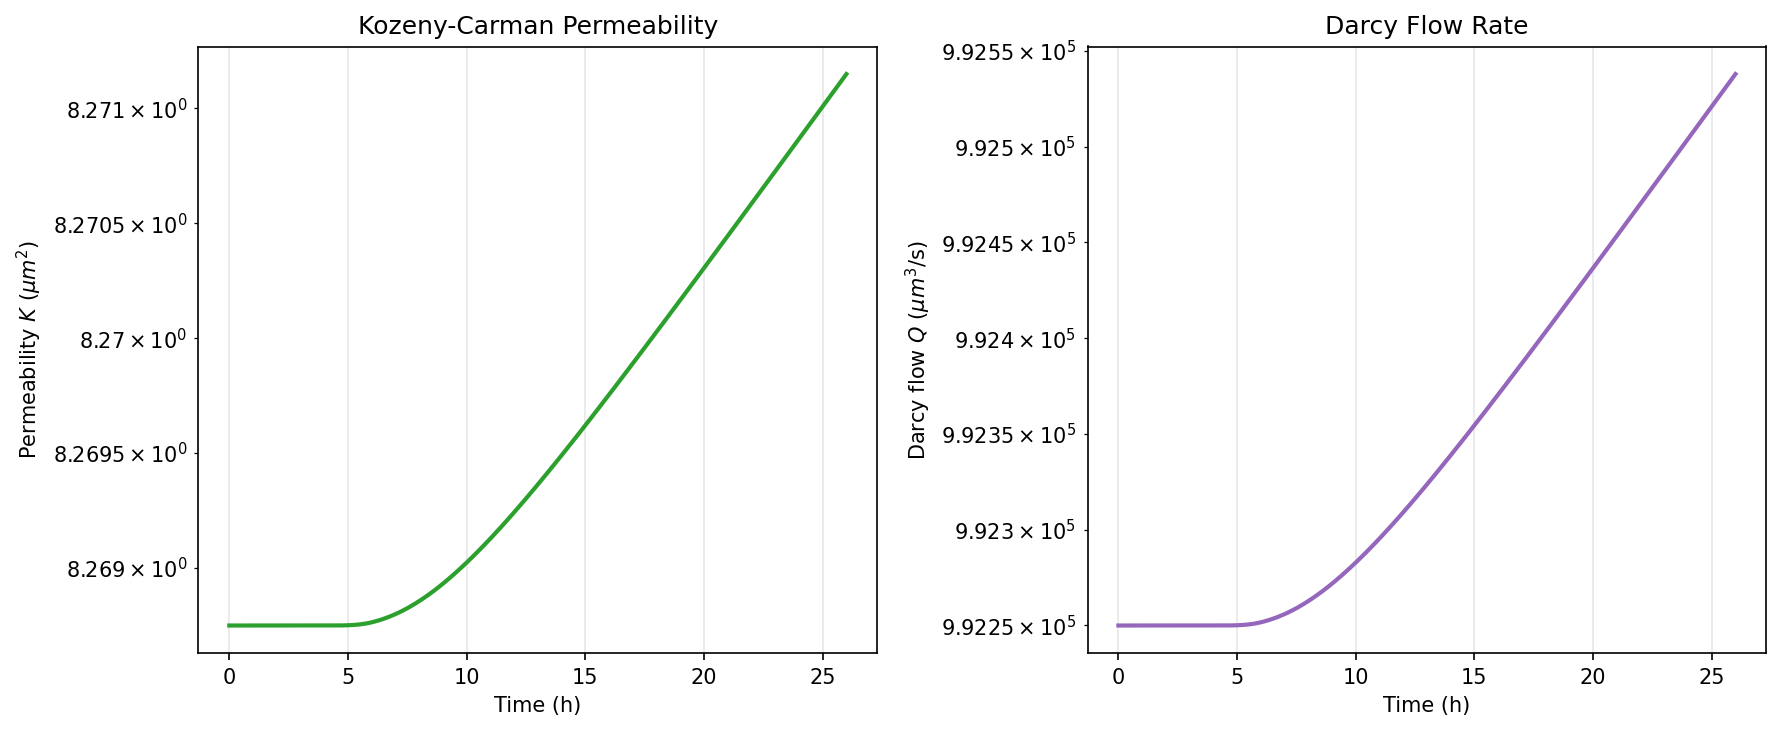 Kozeny-Carman Permeability
8.271 × 10⁰
8.2705 × 10⁰
8.27 × 10⁰
8.2695 × 10⁰
8.269 × 10⁰
Permeability K (μm²)
0 5 10 15 20 25
Time (h)
Darcy Flow Rate
9.9255 × 10⁵
9.925 × 10⁵
9.9245 × 10⁵
9.924 × 10⁵
9.9235 × 10⁵
9.923 × 10⁵
9.9225 × 10⁵
Darcy flow Q (μm³/s)
0 5 10 15 20 25
Time (h)